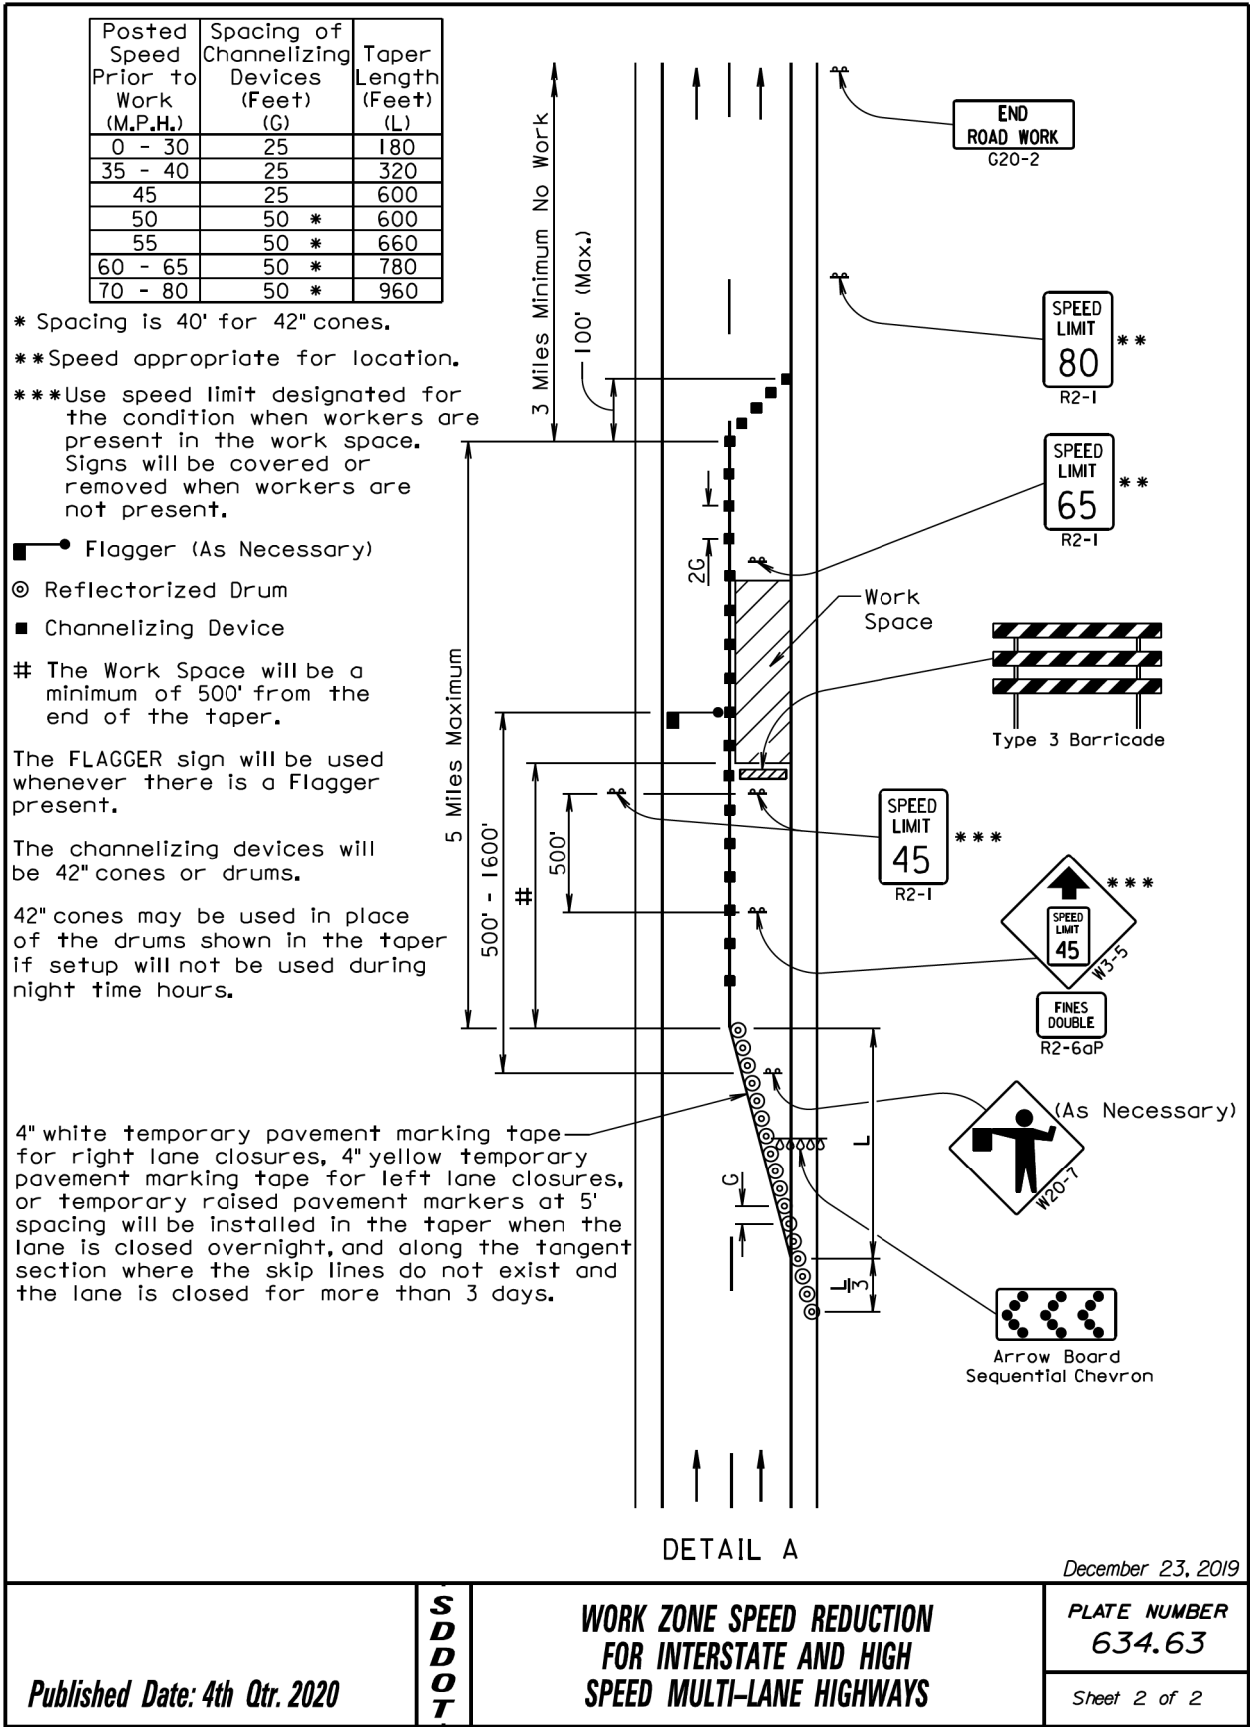 Posted Speed Prior to Work (M.P.H.) Spacing of Channelizing Devices (Feet) (G) Taper Length (Feet) (L)
0 - 30 25 180
35 - 40 25 320
45 25 600
50 50 * 600
55 50 * 660
60 - 65 50 * 780
70 - 80 50 * 960
* Spacing is 40' for 42" cones.
** Speed appropriate for location.
*** Use speed limit designated for
the condition when workers are
present in the work space.
Signs will be covered or
removed when workers are
not present.
Flagger (As Necessary)
Reflectorized Drum
Channelizing Device
# The Work Space will be a
minimum of 500' from the
end of the taper.
The FLAGGER sign will be used
whenever there is a Flagger
present.
The channelizing devices will
be 42" cones or drums.
42" cones may be used in place
of the drums shown in the taper
if setup will not be used during
night time hours.
4" white temporary pavement marking tape
for right lane closures, 4" yellow temporary
pavement marking tape for left lane closures,
or temporary raised pavement markers at 5'
spacing will be installed in the taper when the
lane is closed overnight, and along the tangent
section where the skip lines do not exist and
the lane is closed for more than 3 days.
3 Miles Minimum No Work
100' (Max.)
5 Miles Maximum
500' - 1600'
#
500'
2G
G
L
L/3
END
ROAD WORK
G20-2
SPEED
LIMIT
80
**
R2-1
SPEED
LIMIT
65
**
R2-1
Work
Space
Type 3 Barricade
SPEED
LIMIT
45
***
R2-1
***
SPEED
LIMIT
45
W3-5
FINES
DOUBLE
R2-6aP
(As Necessary)
W20-7
Arrow Board
Sequential Chevron
DETAIL A
December 23, 2019
Published Date: 4th Qtr. 2020
SDDOT
WORK ZONE SPEED REDUCTION
FOR INTERSTATE AND HIGH
SPEED MULTI-LANE HIGHWAYS
PLATE NUMBER
634.63
Sheet 2 of 2